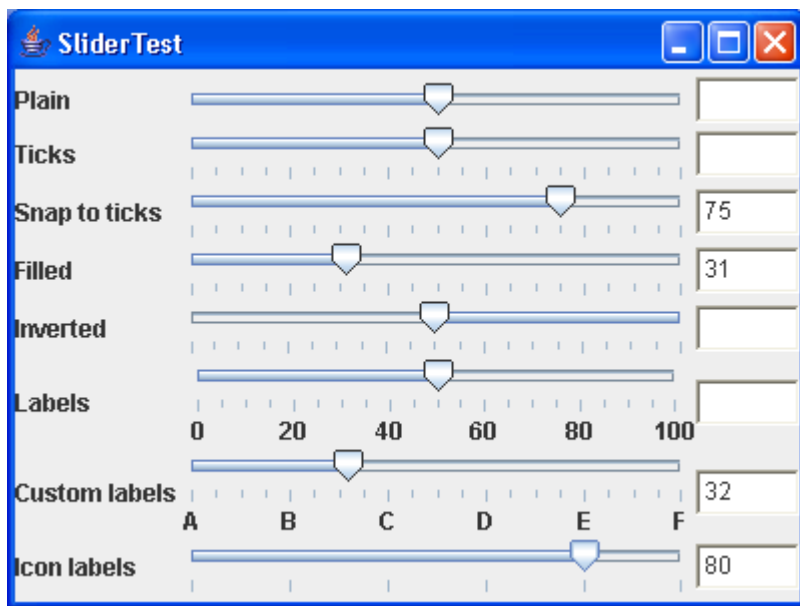 SliderTest
Plain
Ticks
Snap to ticks 75
Filled 31
Inverted
Labels
0 20 40 60 80 100
Custom labels 32
A B C D E F
Icon labels 80